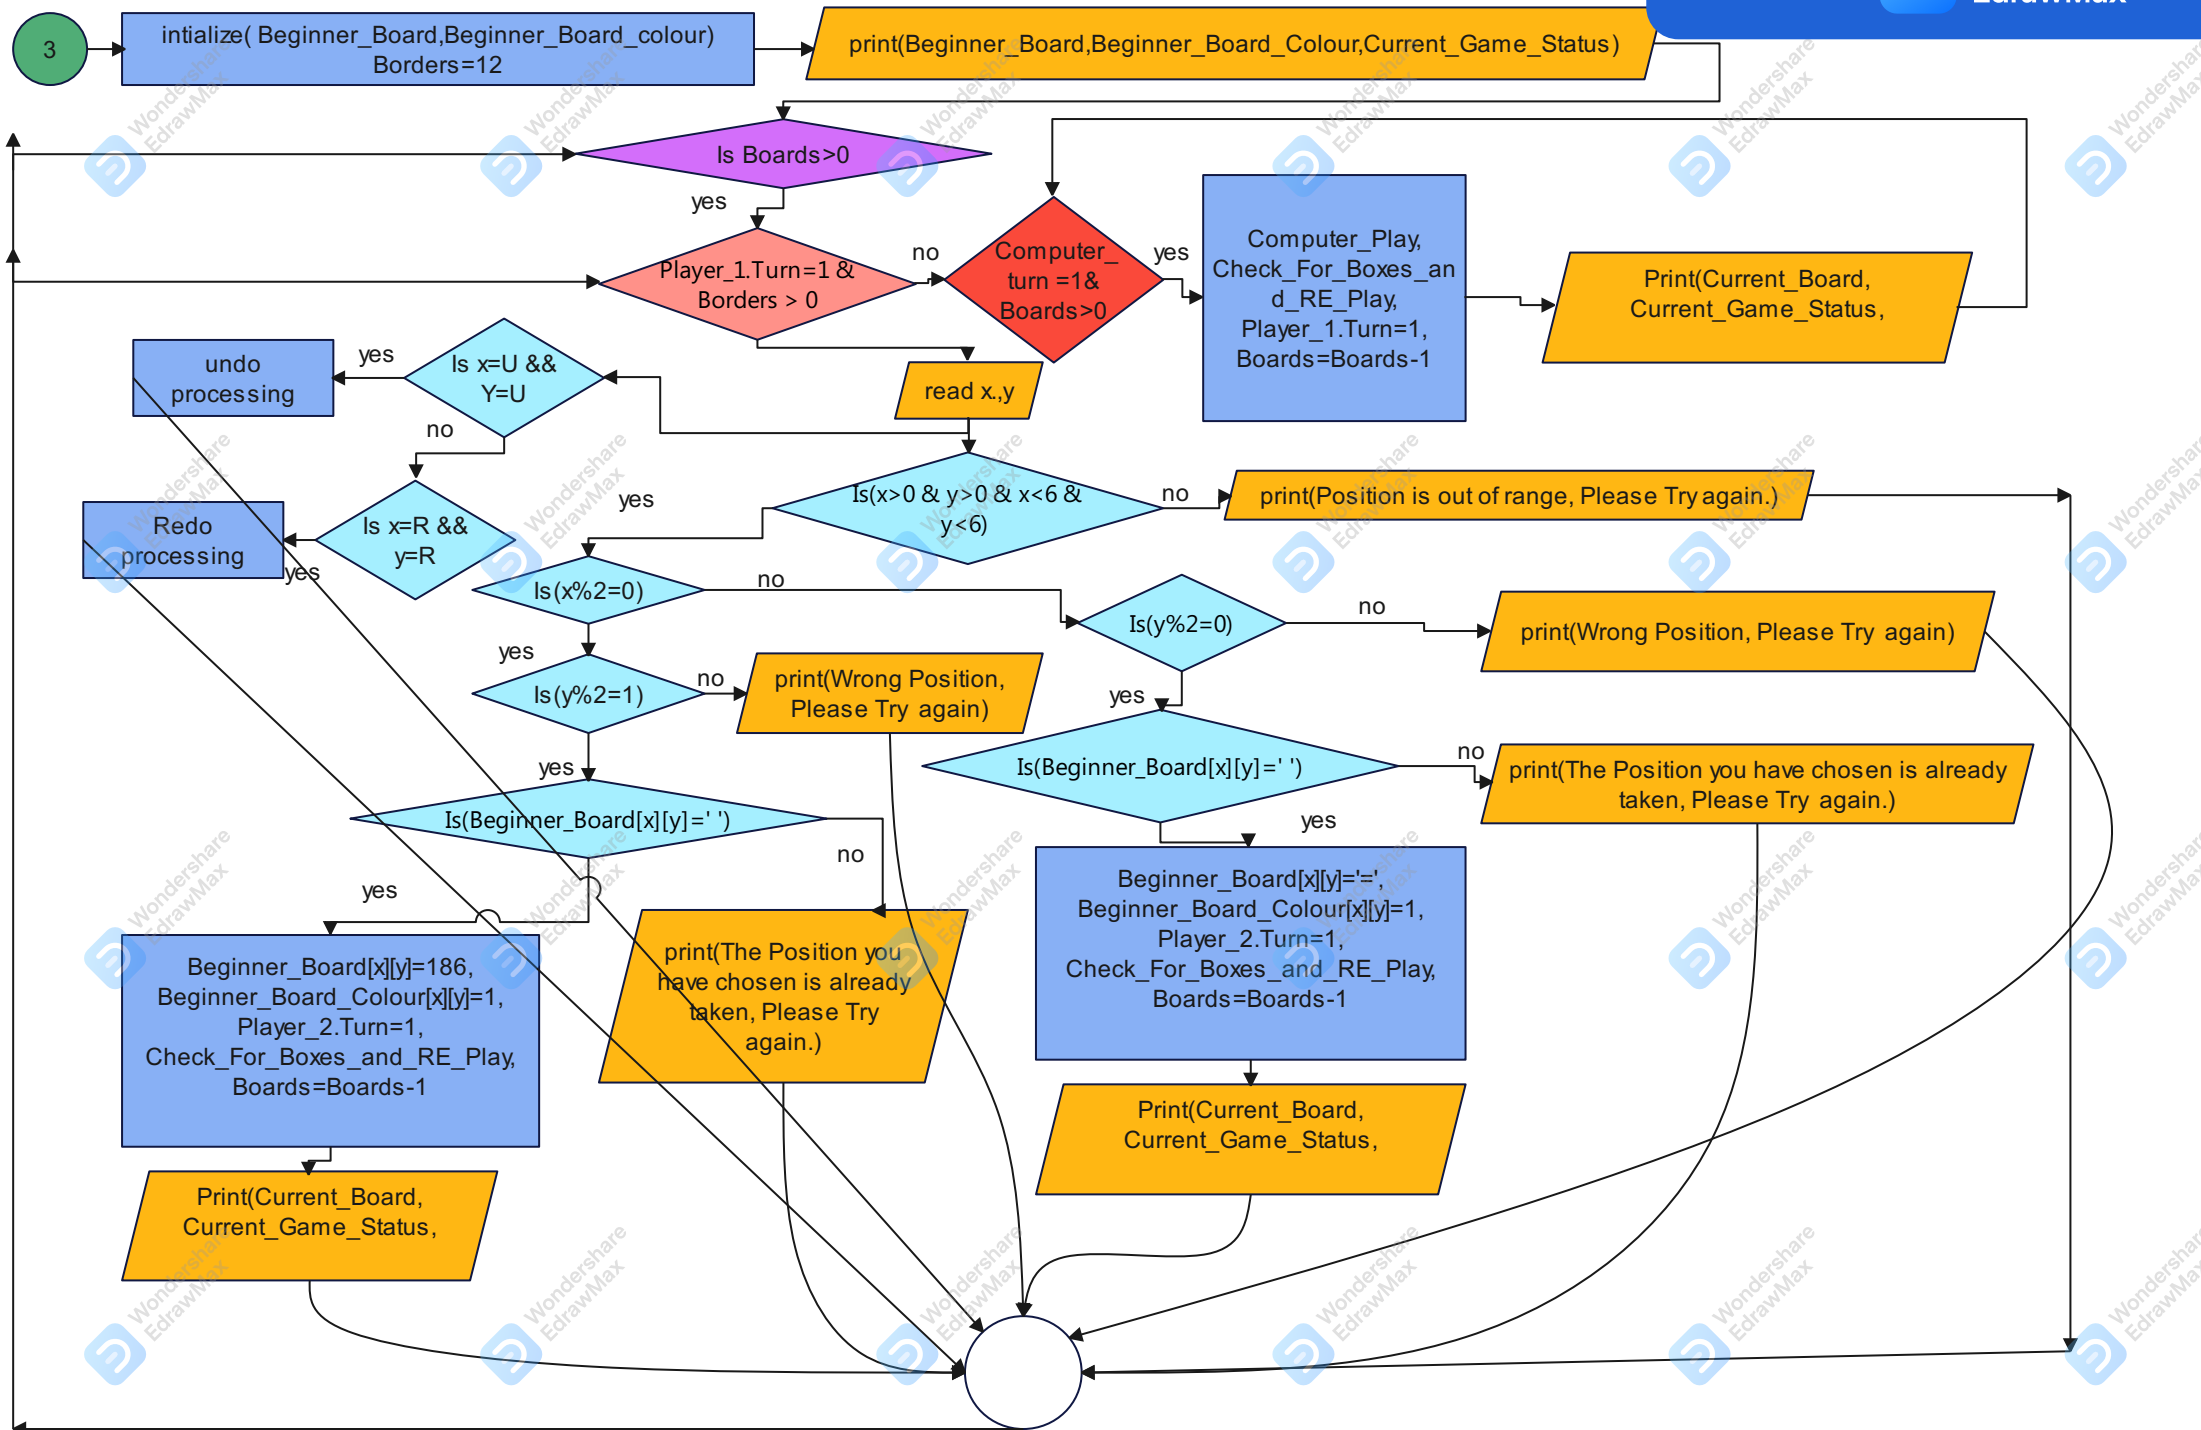 EdrawMax
3
intialize( Beginner_Board,Beginner_Board_colour)
Borders=12
print(Beginner_Board,Beginner_Board_Colour,Current_Game_Status)
Is Boards>0
yes
Player_1.Turn=1 &
Borders > 0
no
Computer_
turn =1&
Boards>0
yes
Computer_Play,
Check_For_Boxes_an
d_RE_Play,
Player_1.Turn=1,
Boards=Boards-1
Print(Current_Board,
Current_Game_Status,
undo
processing
yes
Is x=U &&
Y=U
no
read x.,y
Redo
processing
yes
Is x=R &&
y=R
yes
Is(x>0 & y>0 & x<6 &
y<6)
no
print(Position is out of range, Please Try again.)
Is(x%2=0)
no
Is(y%2=0)
no
print(Wrong Position, Please Try again)
yes
Is(y%2=1)
no
print(Wrong Position,
Please Try again)
yes
yes
Is(Beginner_Board[x][y]=' ')
no
Is(Beginner_Board[x][y]=' ')
no
print(The Position you have chosen is already
taken, Please Try again.)
yes
yes
Beginner_Board[x][y]=186,
Beginner_Board_Colour[x][y]=1,
Player_2.Turn=1,
Check_For_Boxes_and_RE_Play,
Boards=Boards-1
print(The Position you
have chosen is already
taken, Please Try
again.)
Beginner_Board[x][y]='=',
Beginner_Board_Colour[x][y]=1,
Player_2.Turn=1,
Check_For_Boxes_and_RE_Play,
Boards=Boards-1
Print(Current_Board,
Current_Game_Status,
Print(Current_Board,
Current_Game_Status,
Wondershare
EdrawMax